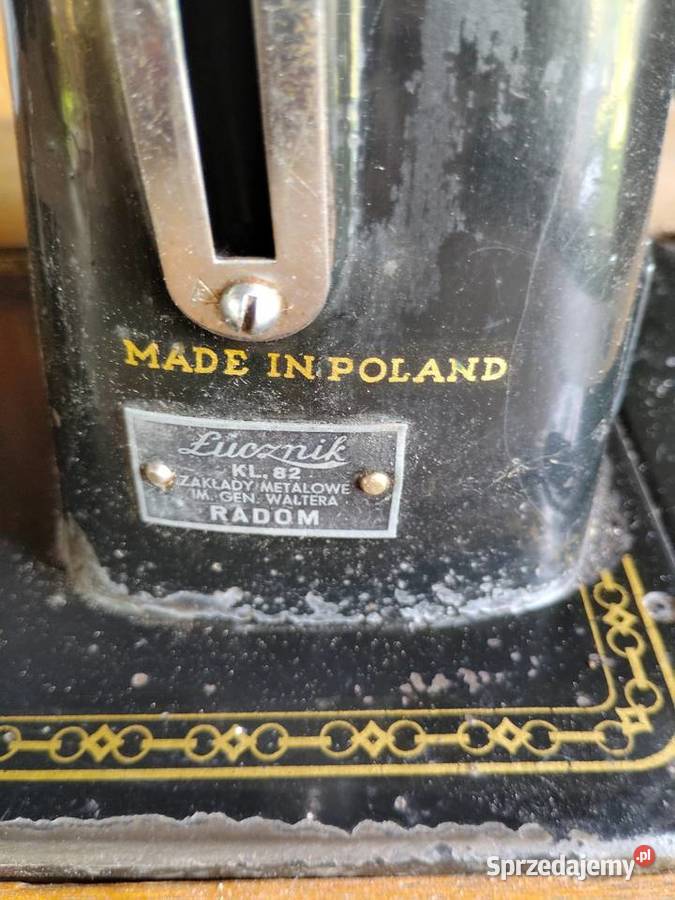 MADE IN POLAND
Łucznik
KL. 82
ZAKŁADY METALOWE
IM. GEN. WALTERA
RADOM
Sprzedajemy.pl